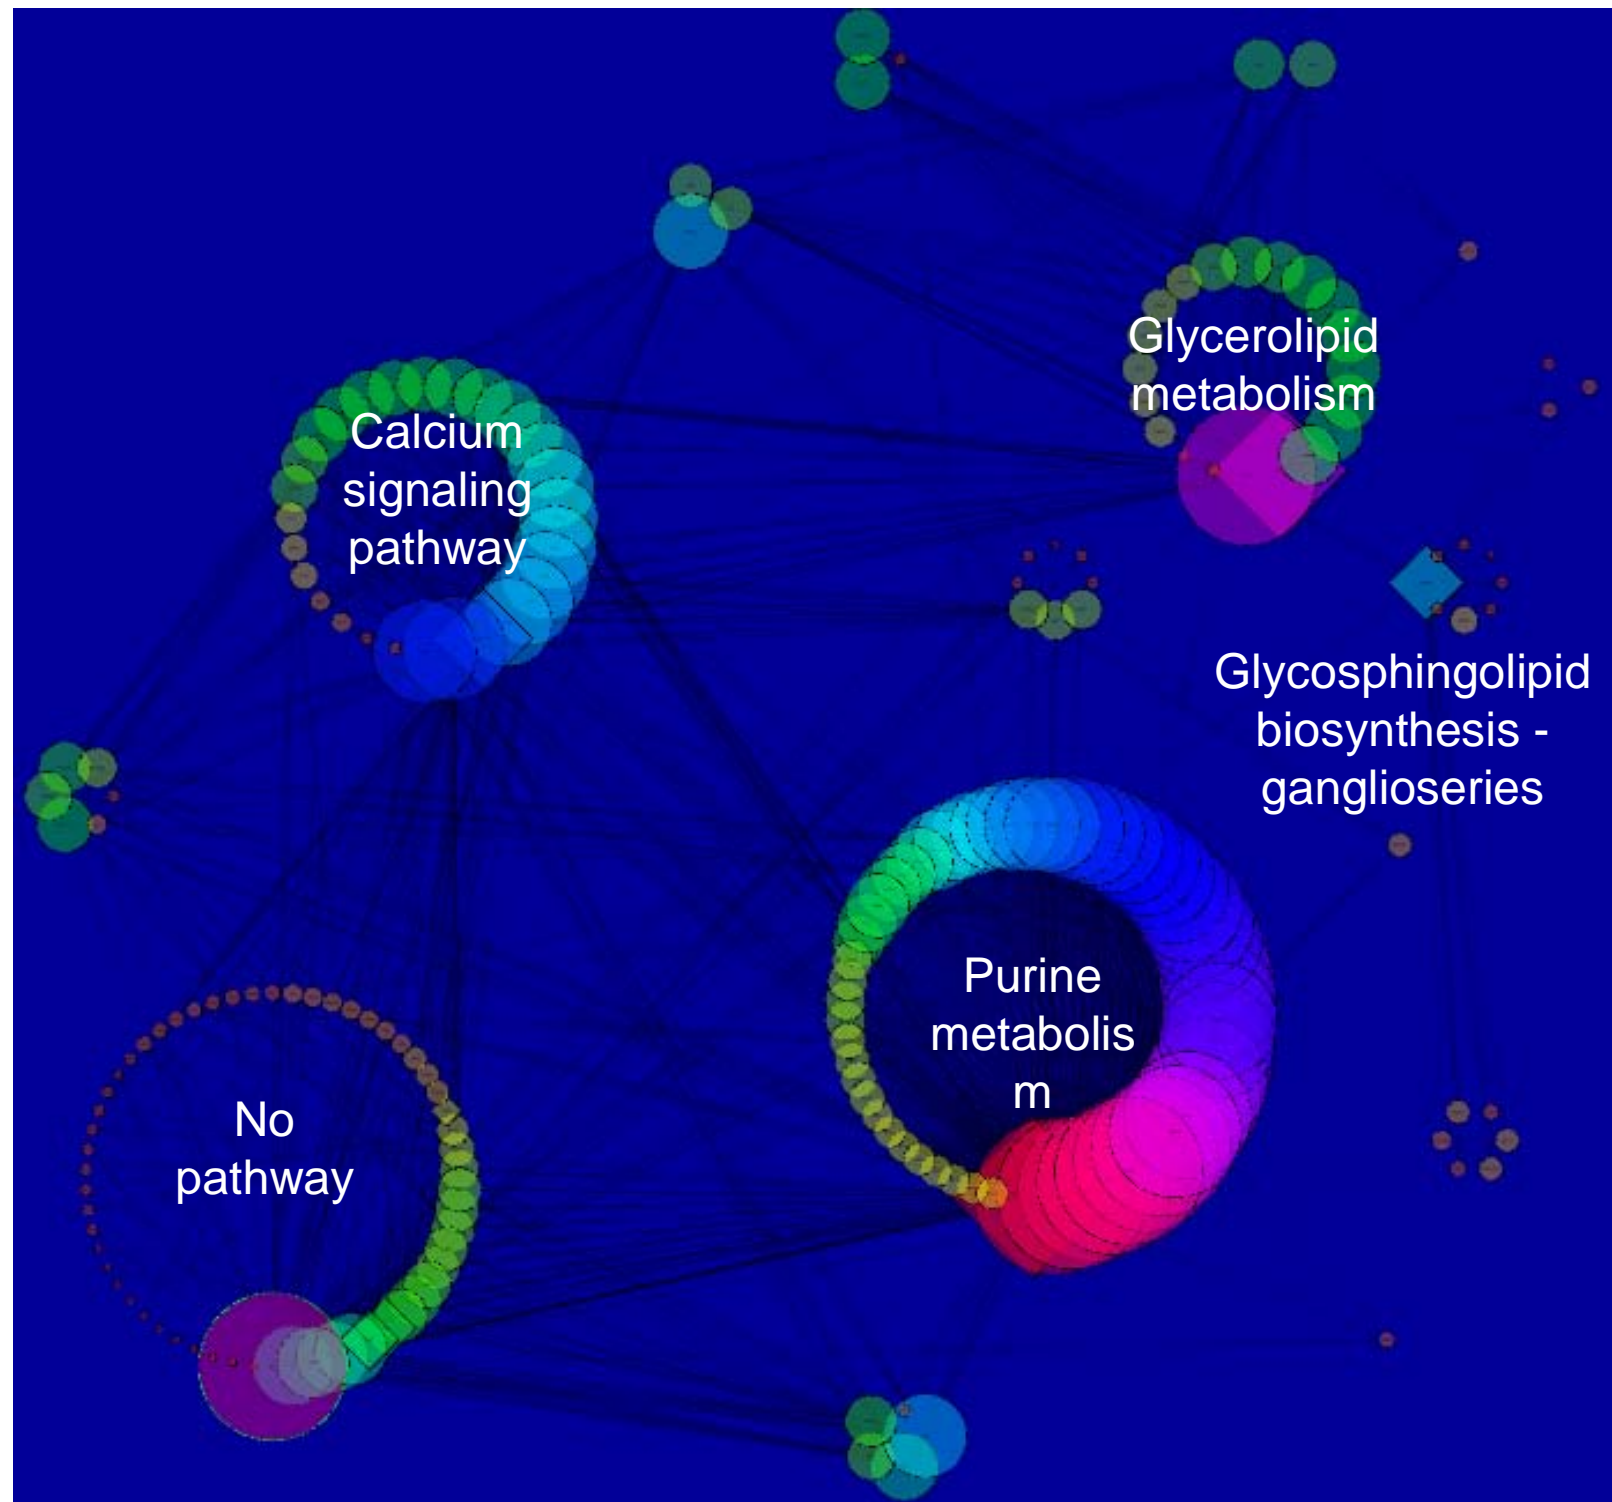 Glycerolipid
metabolism
Calcium
signaling
pathway
Glycosphingolipid
biosynthesis -
ganglioseries
Purine
metabolis
m
No
pathway